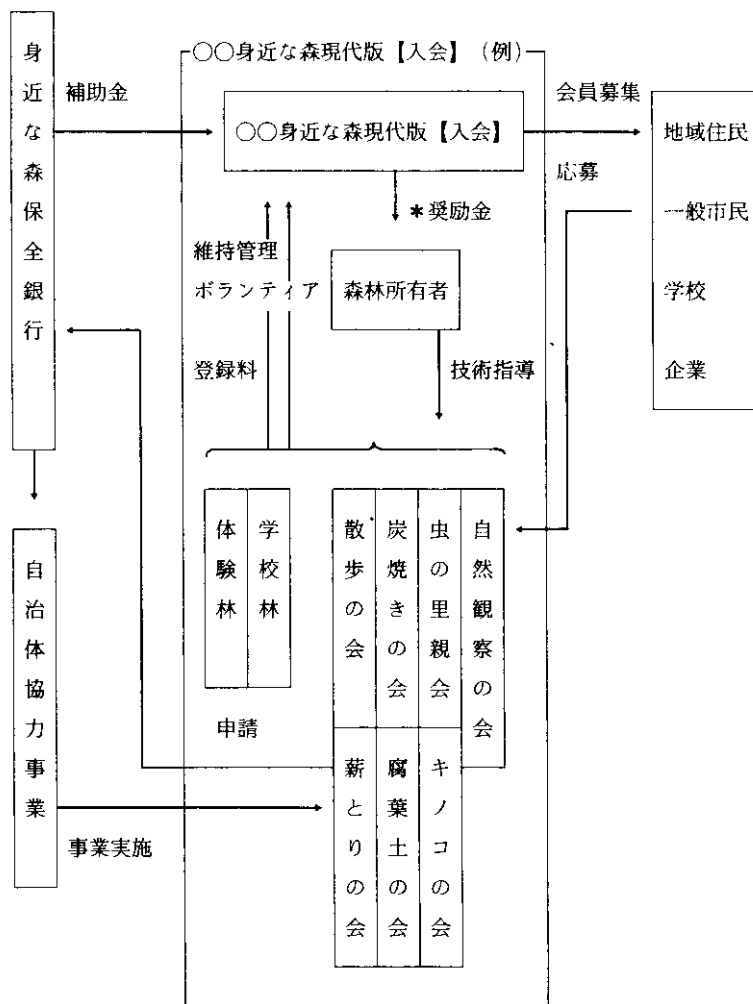 ○○身近な森現代版【入会】(例)
身近な森保全銀行
補助金
○○身近な森現代版【入会】
会員募集
地域住民
一般市民
学校
企業
応募
*奨励金
森林所有者
維持管理
ボランティア
登録料
技術指導
体験林
学校林
散歩の会
炭焼きの会
虫の里親会
自然観察の会
薪とりの会
腐葉土の会
キノコの会
申請
自治体協力事業
事業実施